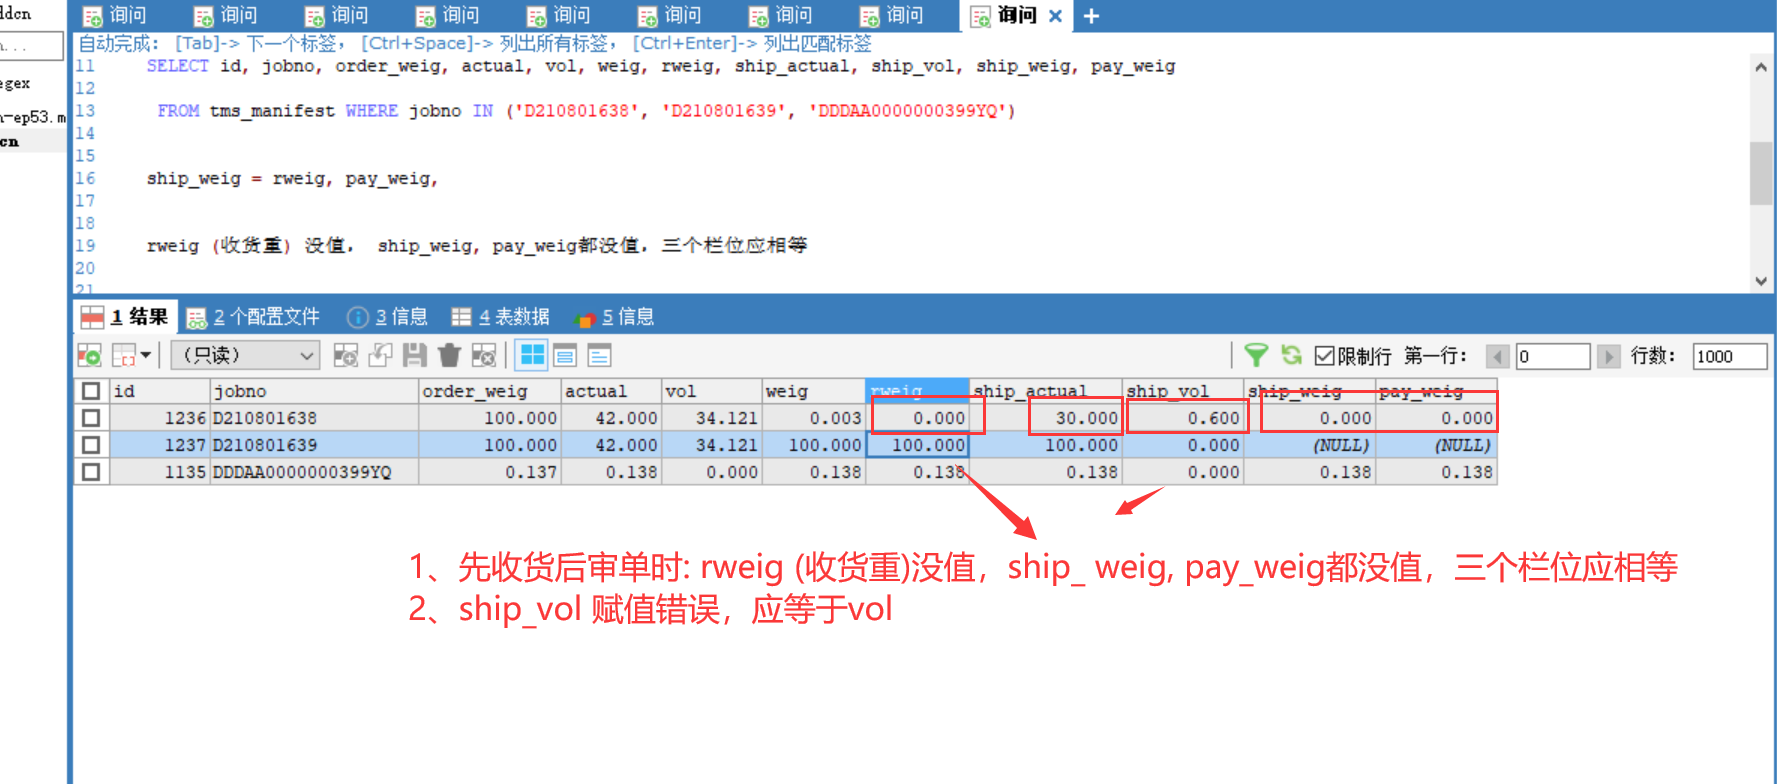 ddcn
询问 询问 询问 询问 询问 询问 询问 询问 询问 × +
自动完成: [Tab]-> 下一个标签， [Ctrl+Space]-> 列出所有标签， [Ctrl+Enter]-> 列出匹配标签
n...
egex
n-ep53.m
cn
11 SELECT id, jobno, order_weig, actual, vol, weig, rweig, ship_actual, ship_vol, ship_weig, pay_weig
12
13 FROM tms_manifest WHERE jobno IN ('D210801638', 'D210801639', 'DDDAA0000000399YQ')
14
15
16 ship_weig = rweig, pay_weig,
17
18
19 rweig (收货重) 没值， ship_weig, pay_weig都没值，三个栏位应相等
20
21
1 结果 2 个配置文件 3 信息 4 表数据 5 信息
（只读） 限制行 第一行: 0 行数: 1000
id jobno order_weig actual vol weig rweig ship_actual ship_vol ship_weig pay_weig
1236 D210801638 100.000 42.000 34.121 0.003 0.000 30.000 0.600 0.000 0.000
1237 D210801639 100.000 42.000 34.121 100.000 100.000 100.000 0.000 (NULL) (NULL)
1135 DDDAA0000000399YQ 0.137 0.138 0.000 0.138 0.138 0.138 0.000 0.138 0.138
1、先收货后审单时: rweig (收货重)没值，ship_ weig, pay_weig都没值，三个栏位应相等
2、ship_vol 赋值错误，应等于vol